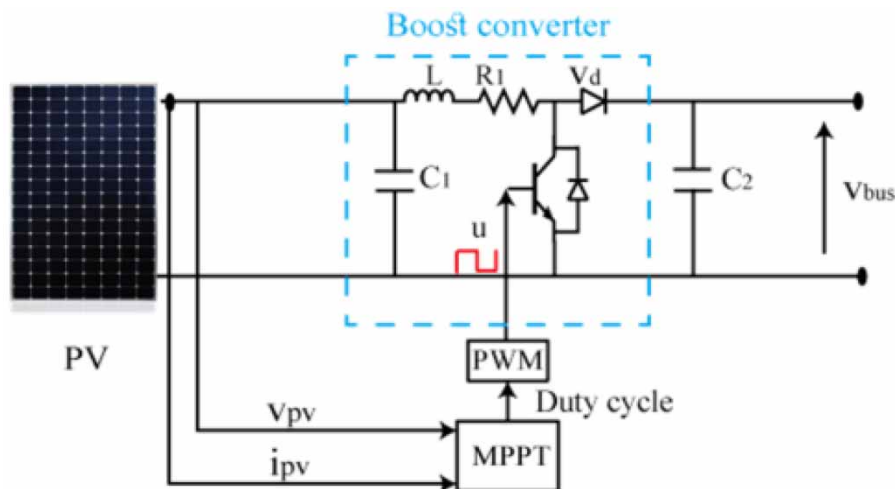 Boost converter
L R1 Vd
C1 C2
Vbus
u
PV
PWM
Duty cycle
vpv
MPPT
ipv